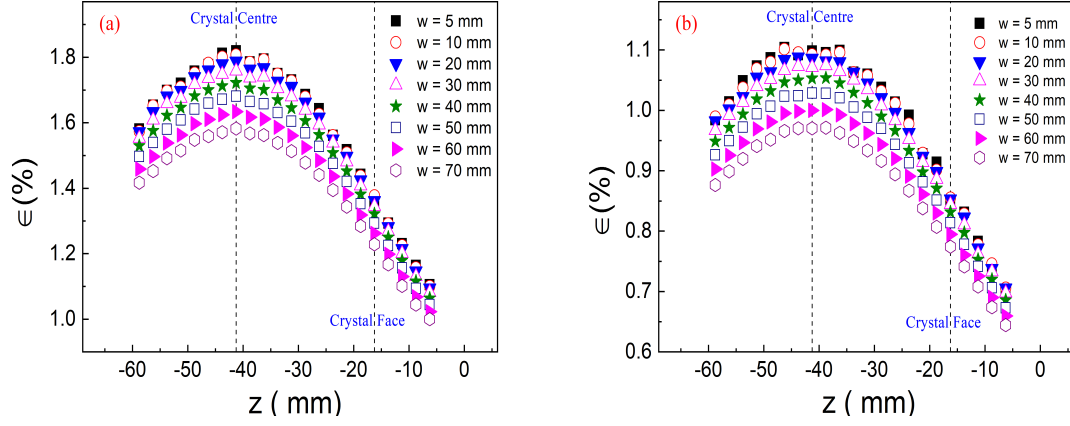 (a)
Crystal Centre
w = 5 mm
w = 10 mm
w = 20 mm
w = 30 mm
w = 40 mm
w = 50 mm
w = 60 mm
w = 70 mm
1.8
1.6
1.4
1.2
1.0
∈ (%)
Crystal Face
-60
-50
-40
-30
-20
-10
0
z ( mm)
(b)
Crystal Centre
w = 5 mm
w = 10 mm
w = 20 mm
w = 30 mm
w = 40 mm
w = 50 mm
w = 60 mm
w = 70 mm
1.1
1.0
0.9
0.8
0.7
0.6
∈ (%)
Crystal Face
-60
-50
-40
-30
-20
-10
0
z ( mm)